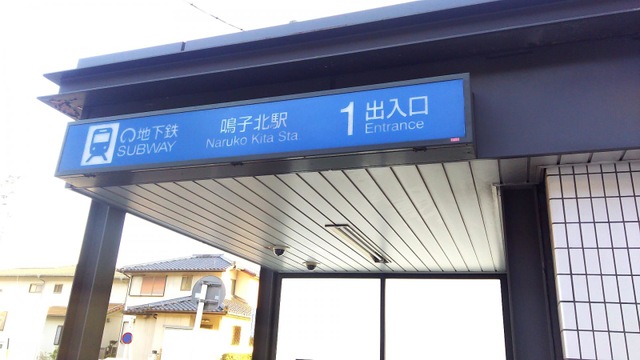 地下鉄
SUBWAY
鳴子北駅
Naruko Kita Sta.
1 出入口
Entrance